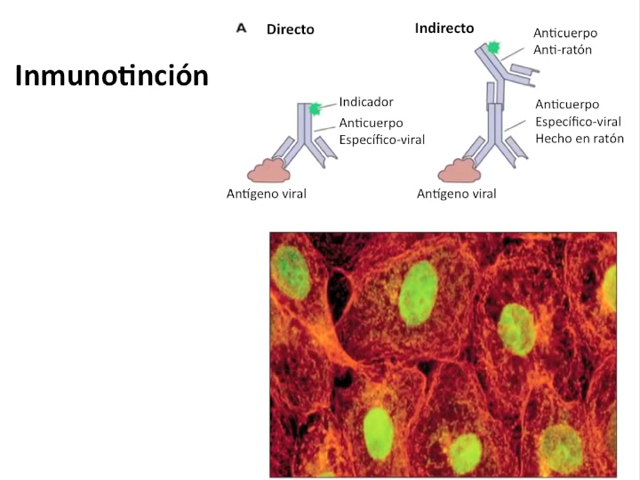 A Directo
Indirecto
Inmunotinción
Indicador
Anticuerpo
Específico-viral
Antígeno viral
Anticuerpo
Anti-ratón
Anticuerpo
Específico-viral
Hecho en ratón
Antígeno viral